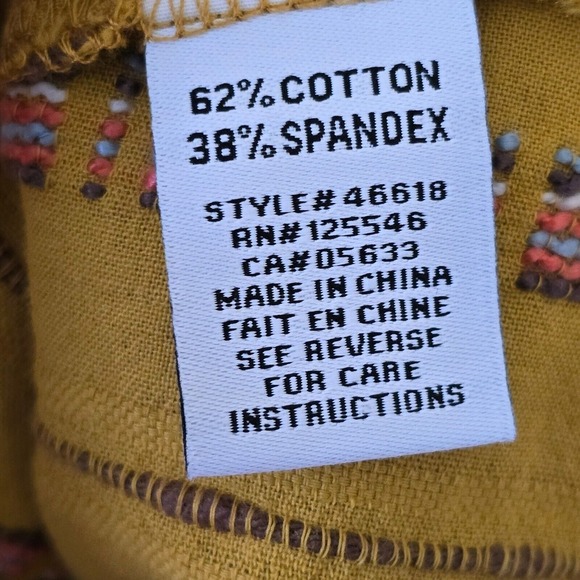 62% COTTON
38% SPANDEX
STYLE# 46618
RN# 125546
CA# 05633
MADE IN CHINA
FAIT EN CHINE
SEE REVERSE
FOR CARE
INSTRUCTIONS